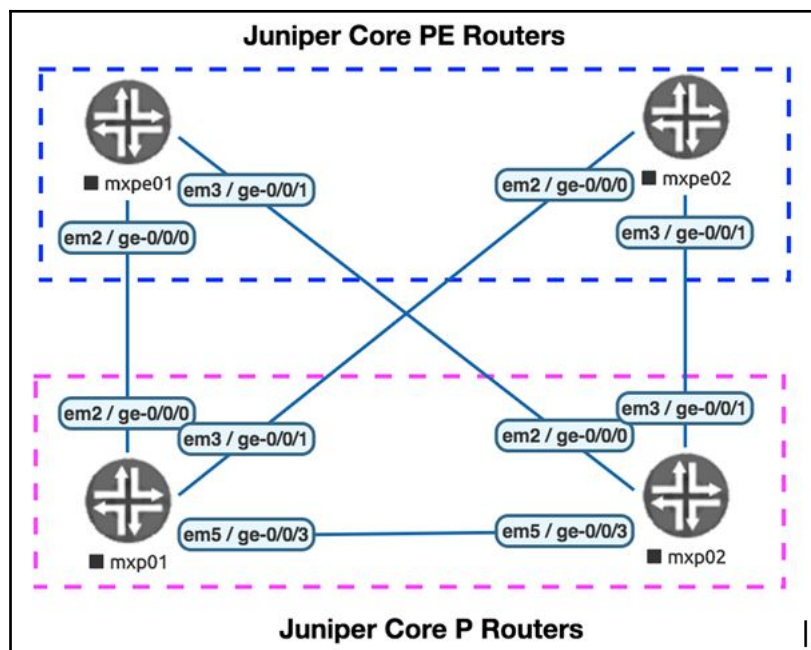 Juniper Core PE Routers
mxpe01
em3 / ge-0/0/1
em2 / ge-0/0/0
mxpe02
em2 / ge-0/0/0
em3 / ge-0/0/1
em2 / ge-0/0/0
em3 / ge-0/0/1
em2 / ge-0/0/0
em3 / ge-0/0/1
em5 / ge-0/0/3
em5 / ge-0/0/3
mxp01
mxp02
Juniper Core P Routers